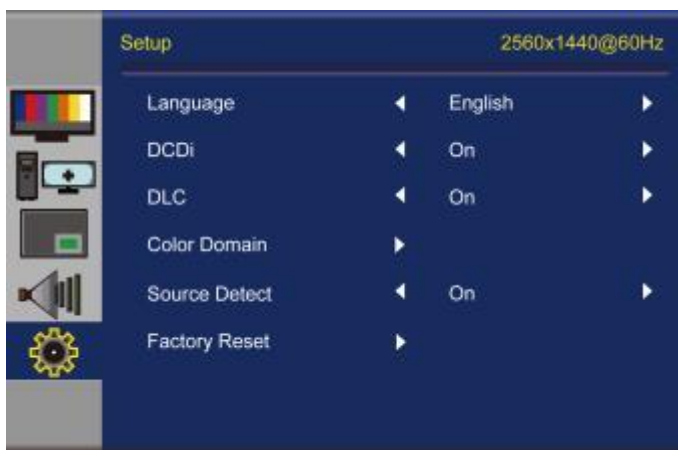 Setup 2560x1440@60Hz
Language English
DCDi On
DLC On
Color Domain
Source Detect On
Factory Reset